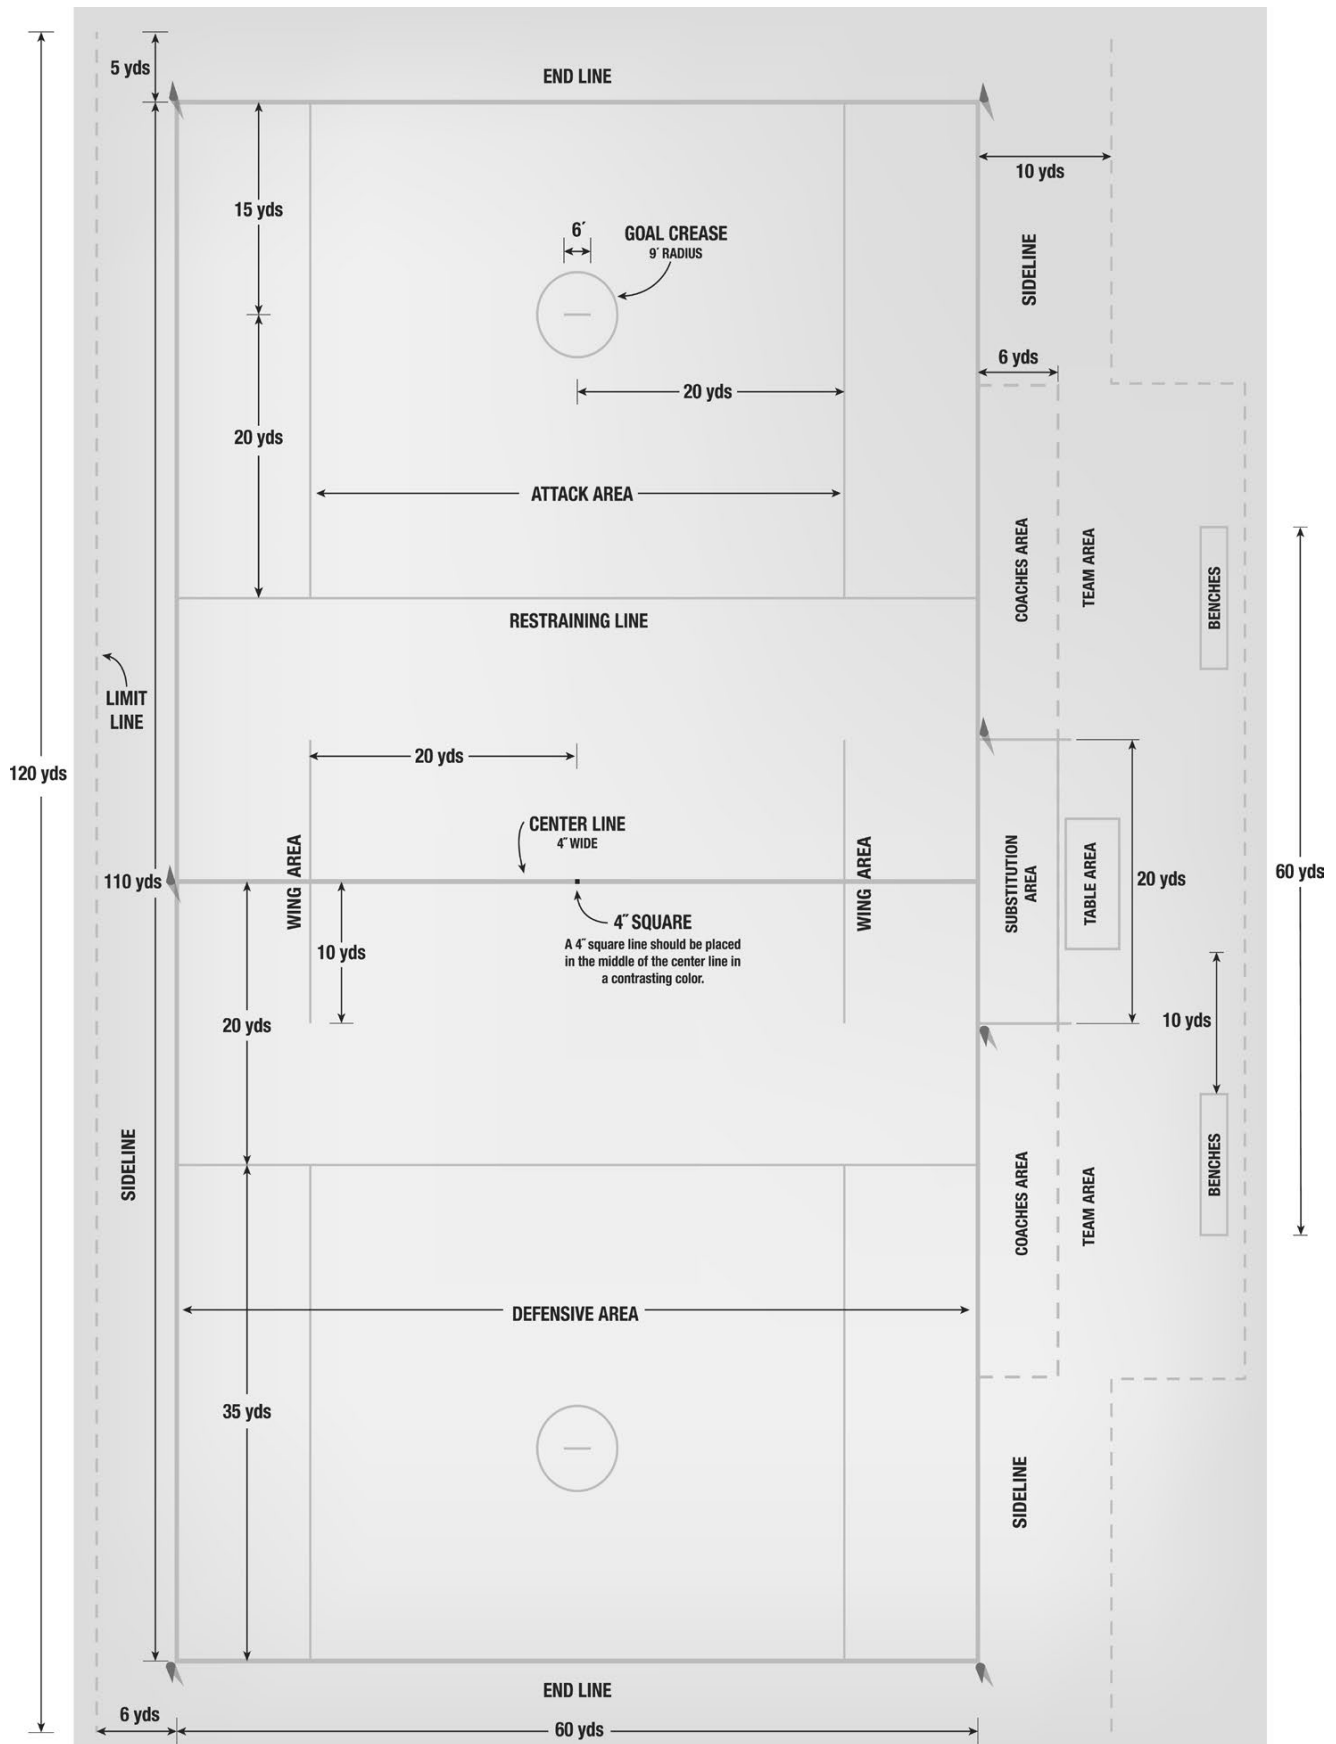 5 yds
END LINE
10 yds
15 yds
6´
GOAL CREASE
9´ RADIUS
SIDELINE
6 yds
20 yds
20 yds
ATTACK AREA
COACHES AREA
TEAM AREA
BENCHES
RESTRAINING LINE
LIMIT
LINE
20 yds
120 yds
CENTER LINE
4˝ WIDE
WING AREA
WING AREA
SUBSTITUTION
AREA
TABLE AREA
20 yds
60 yds
110 yds
4˝ SQUARE
A 4˝ square line should be placed
in the middle of the center line in
a contrasting color.
10 yds
20 yds
10 yds
SIDELINE
COACHES AREA
TEAM AREA
BENCHES
DEFENSIVE AREA
35 yds
SIDELINE
END LINE
6 yds
60 yds